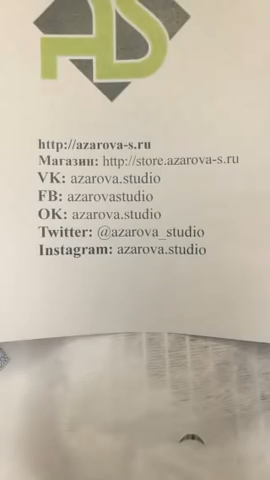 AS
http://azarova-s.ru
Магазин: http://store.azarova-s.ru
VK: azarova.studio
FB: azarovastudio
OK: azarova.studio
Twitter: @azarova_studio
Instagram: azarova.studio